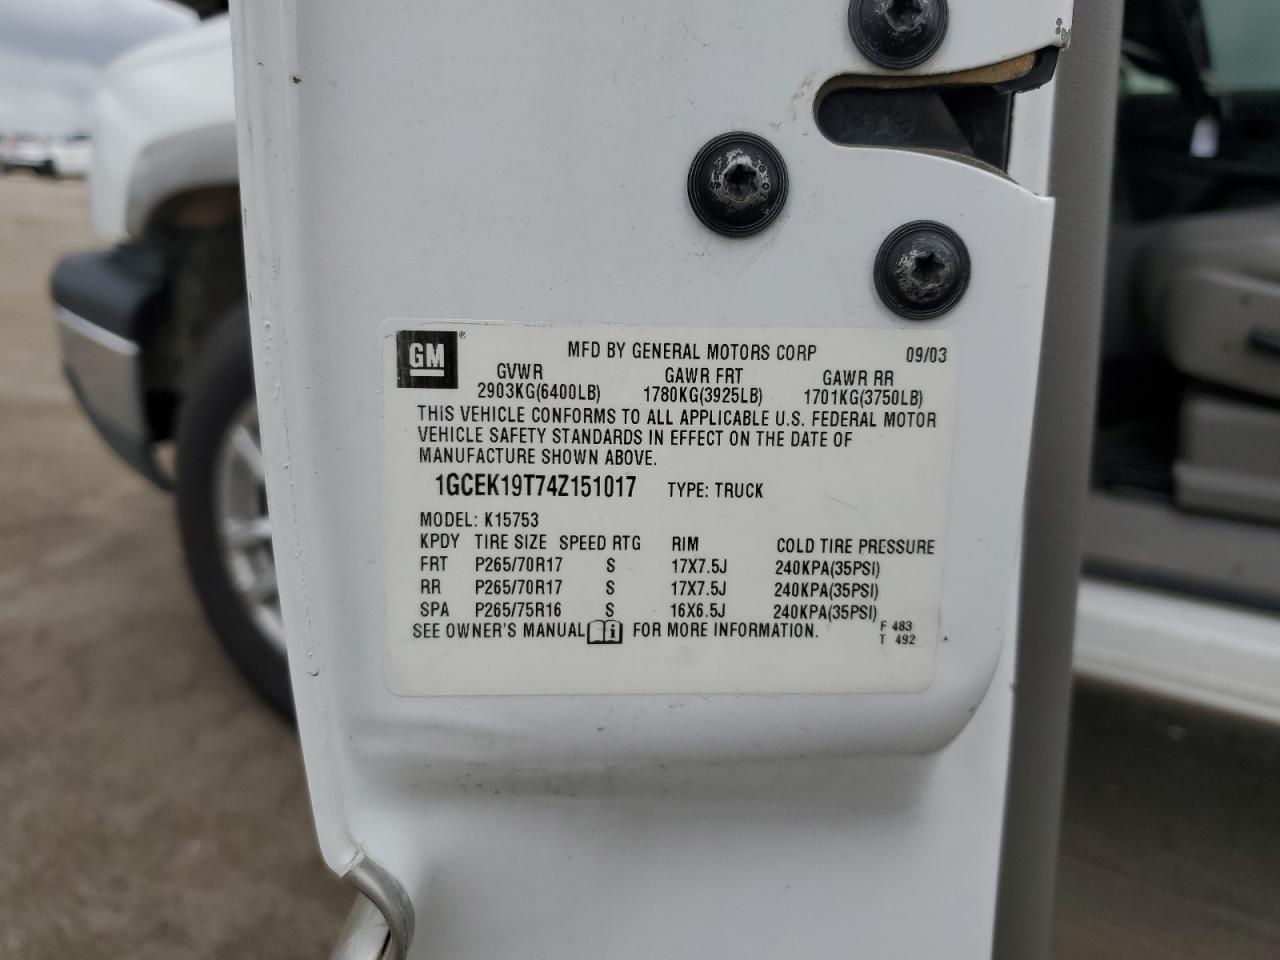 GM ®
MFD BY GENERAL MOTORS CORP 09/03
GVWR GAWR FRT GAWR RR
2903KG(6400LB) 1780KG(3925LB) 1701KG(3750LB)
THIS VEHICLE CONFORMS TO ALL APPLICABLE U.S. FEDERAL MOTOR
VEHICLE SAFETY STANDARDS IN EFFECT ON THE DATE OF
MANUFACTURE SHOWN ABOVE.
1GCEK19T74Z151017 TYPE: TRUCK
MODEL: K15753
KPDY TIRE SIZE SPEED RTG RIM COLD TIRE PRESSURE
FRT P265/70R17 S 17X7.5J 240KPA(35PSI)
RR P265/70R17 S 17X7.5J 240KPA(35PSI)
SPA P265/75R16 S 16X6.5J 240KPA(35PSI)
SEE OWNER'S MANUAL i FOR MORE INFORMATION.
F 483
T 492